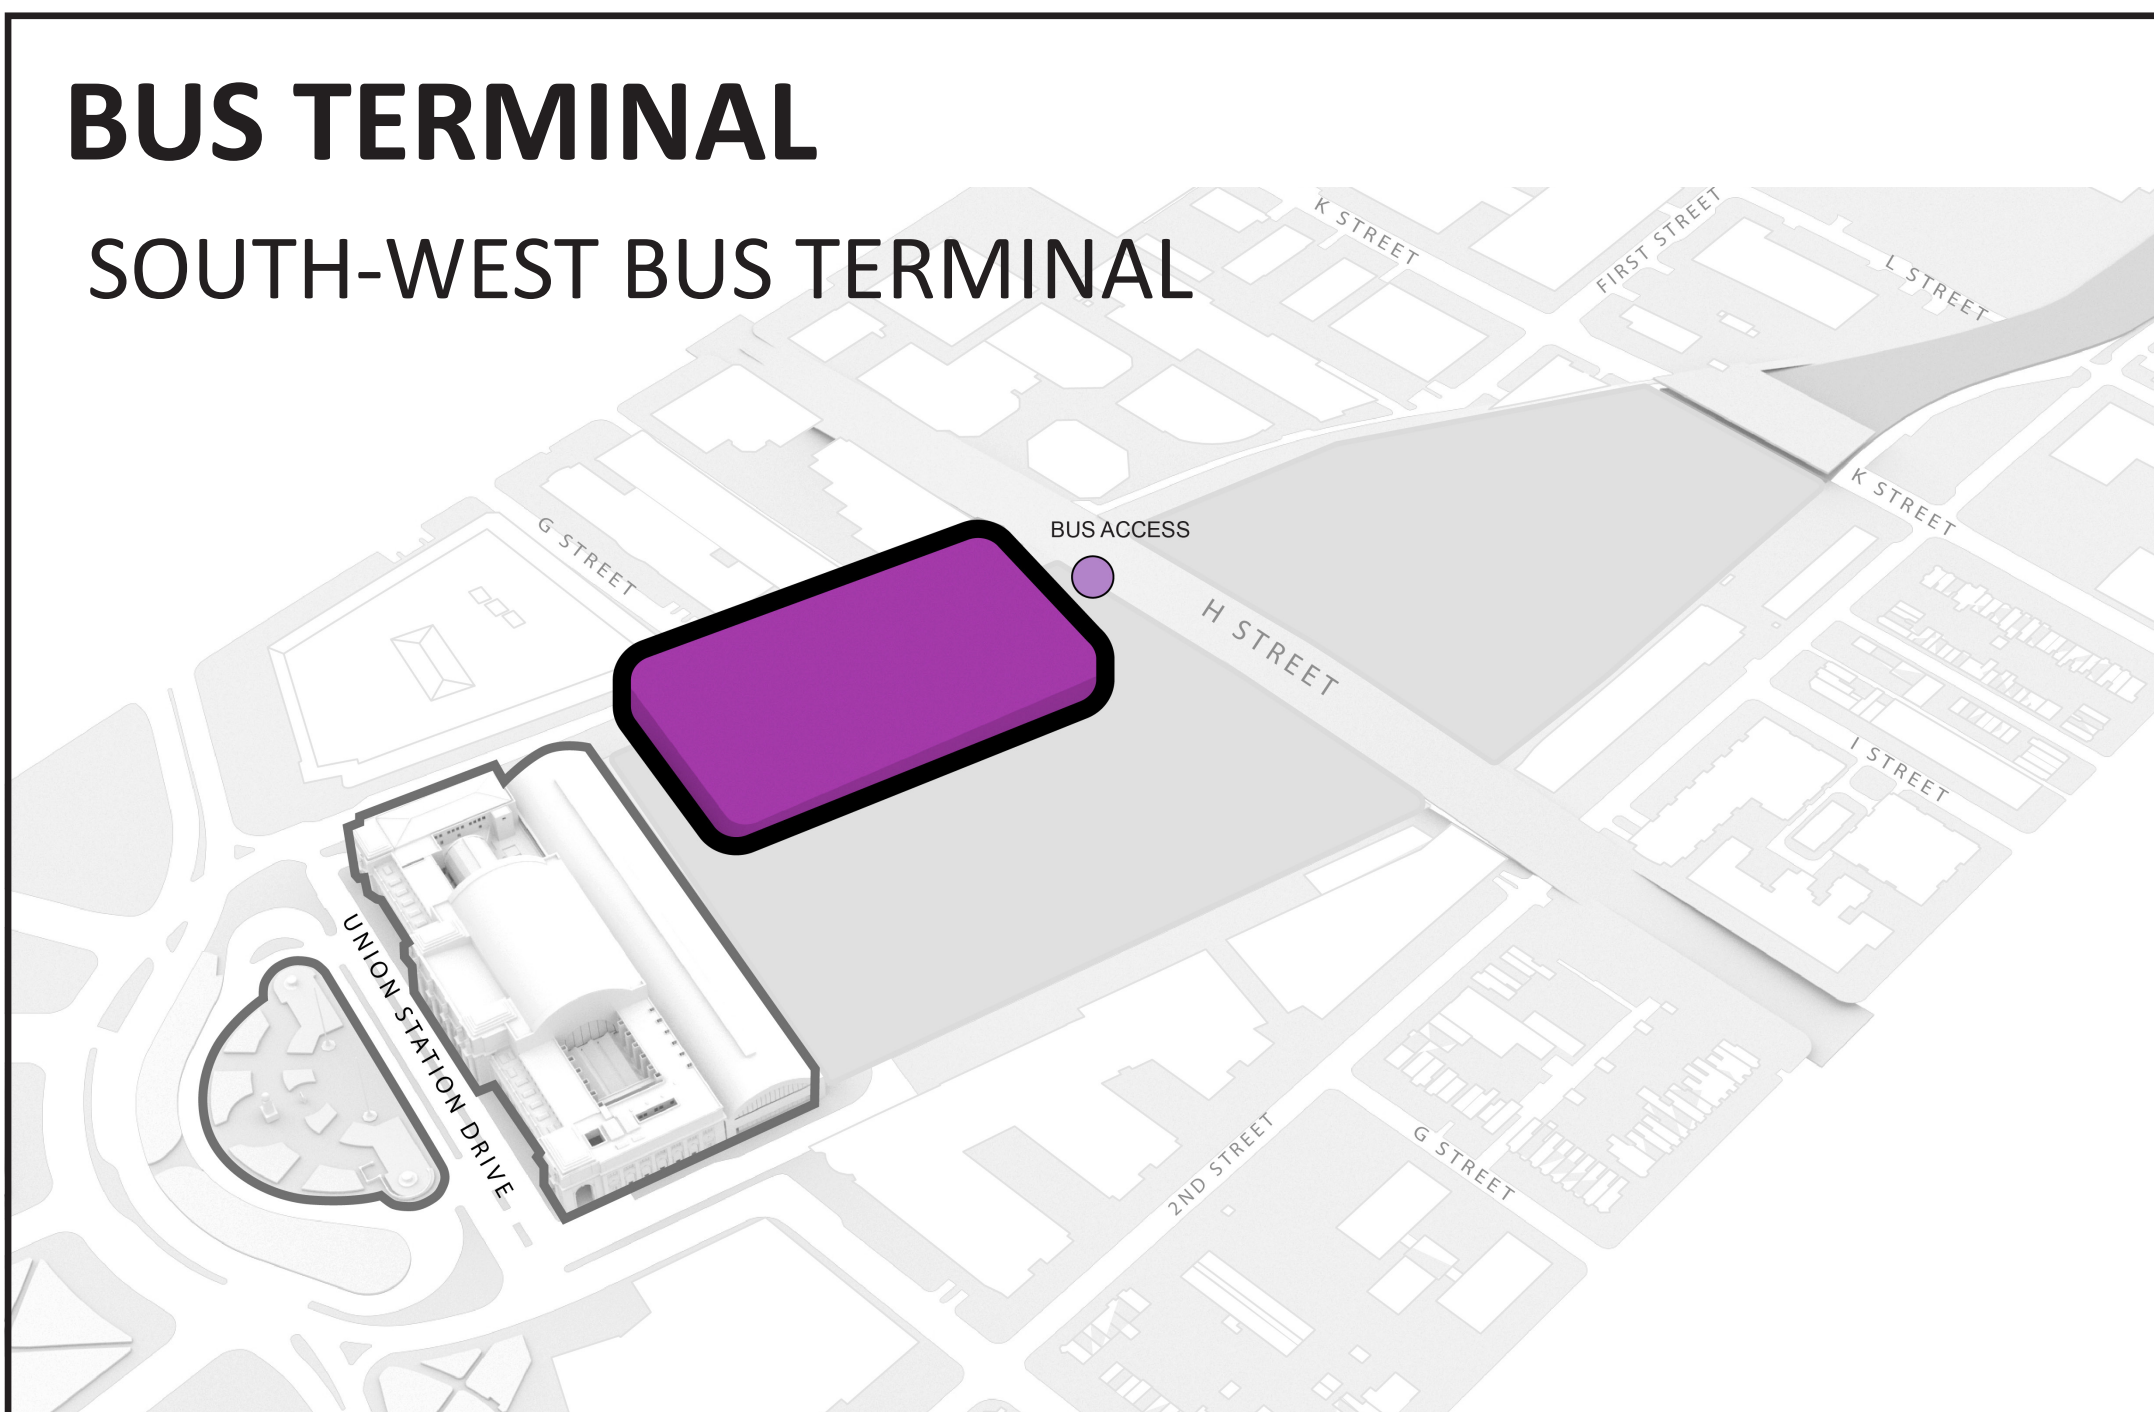 BUS TERMINAL
SOUTH-WEST BUS TERMINAL
K STREET
FIRST STREET
L STREET
K STREET
G STREET
BUS ACCESS
H STREET
I STREET
UNION STATION DRIVE
2ND STREET
G STREET